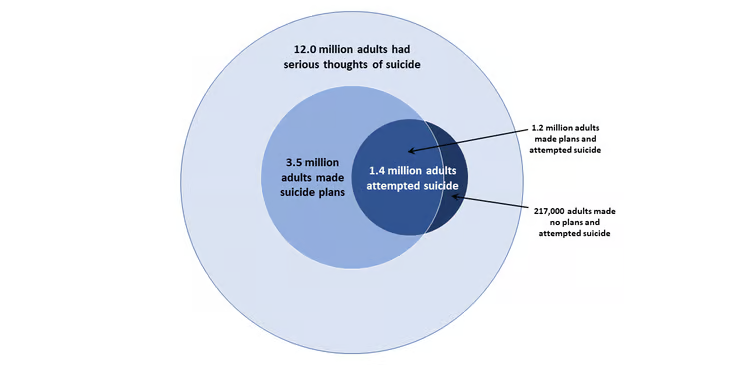 12.0 million adults had
serious thoughts of suicide
1.2 million adults
made plans and
attempted suicide
3.5 million
adults made
suicide plans
1.4 million adults
attempted suicide
217,000 adults made
no plans and
attempted suicide